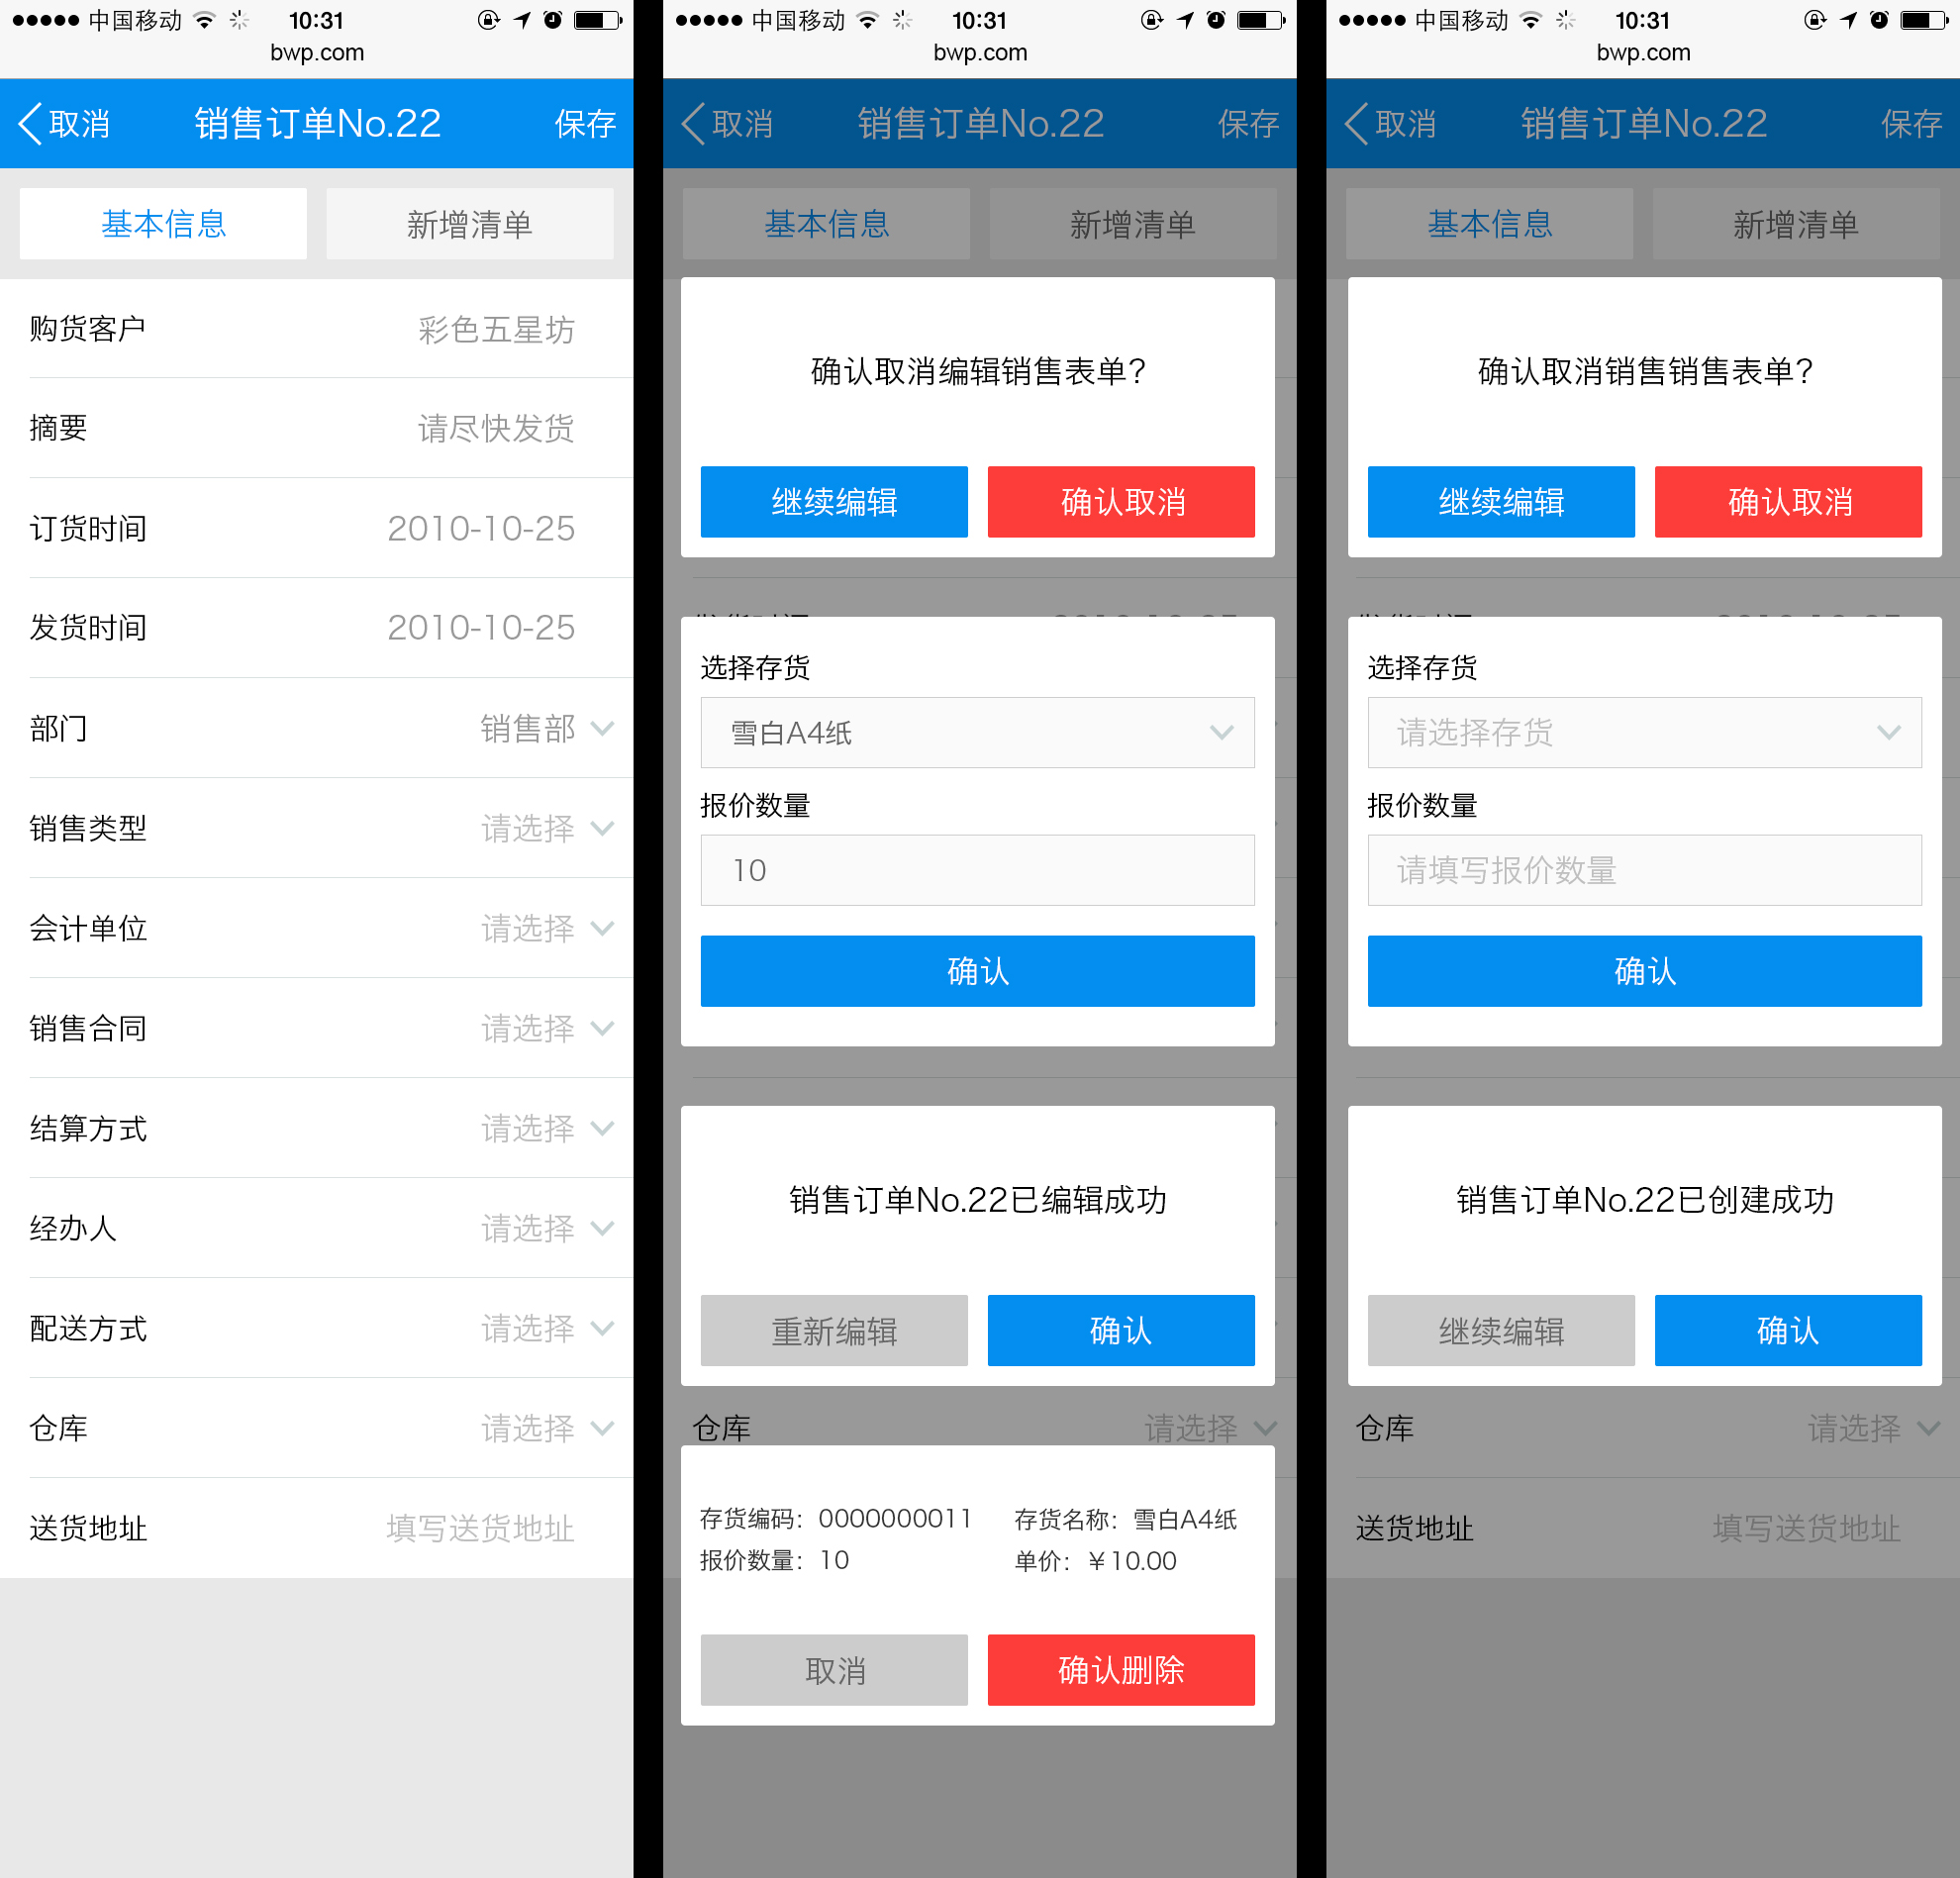 中国移动 10:31
bwp.com
取消 销售订单No.22 保存
基本信息 新增清单
购货客户 彩色五星坊
摘要 请尽快发货
订货时间 2010-10-25
发货时间 2010-10-25
部门 销售部
销售类型 请选择
会计单位 请选择
销售合同 请选择
结算方式 请选择
经办人 请选择
配送方式 请选择
仓库 请选择
送货地址 填写送货地址
中国移动 10:31
bwp.com
取消 销售订单No.22 保存
基本信息 新增清单
确认取消编辑销售表单?
继续编辑 确认取消
选择存货
雪白A4纸
报价数量
10
确认
销售订单No.22已编辑成功
重新编辑 确认
仓库 请选择
存货编码：0000000011 存货名称：雪白A4纸
报价数量：10 单价：￥10.00
取消 确认删除
中国移动 10:31
bwp.com
取消 销售订单No.22 保存
基本信息 新增清单
确认取消销售销售表单?
继续编辑 确认取消
选择存货
请选择存货
报价数量
请填写报价数量
确认
销售订单No.22已创建成功
继续编辑 确认
仓库 请选择
送货地址 填写送货地址